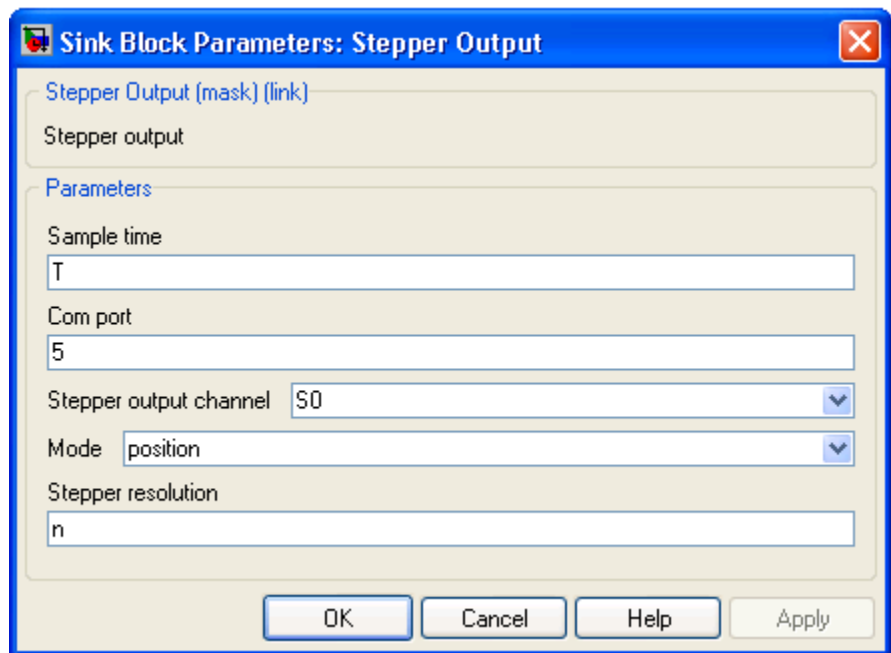 Sink Block Parameters: Stepper Output
Stepper Output (mask) (link)
Stepper output
Parameters
Sample time
T
Com port
5
Stepper output channel S0
Mode position
Stepper resolution
n
OK Cancel Help Apply